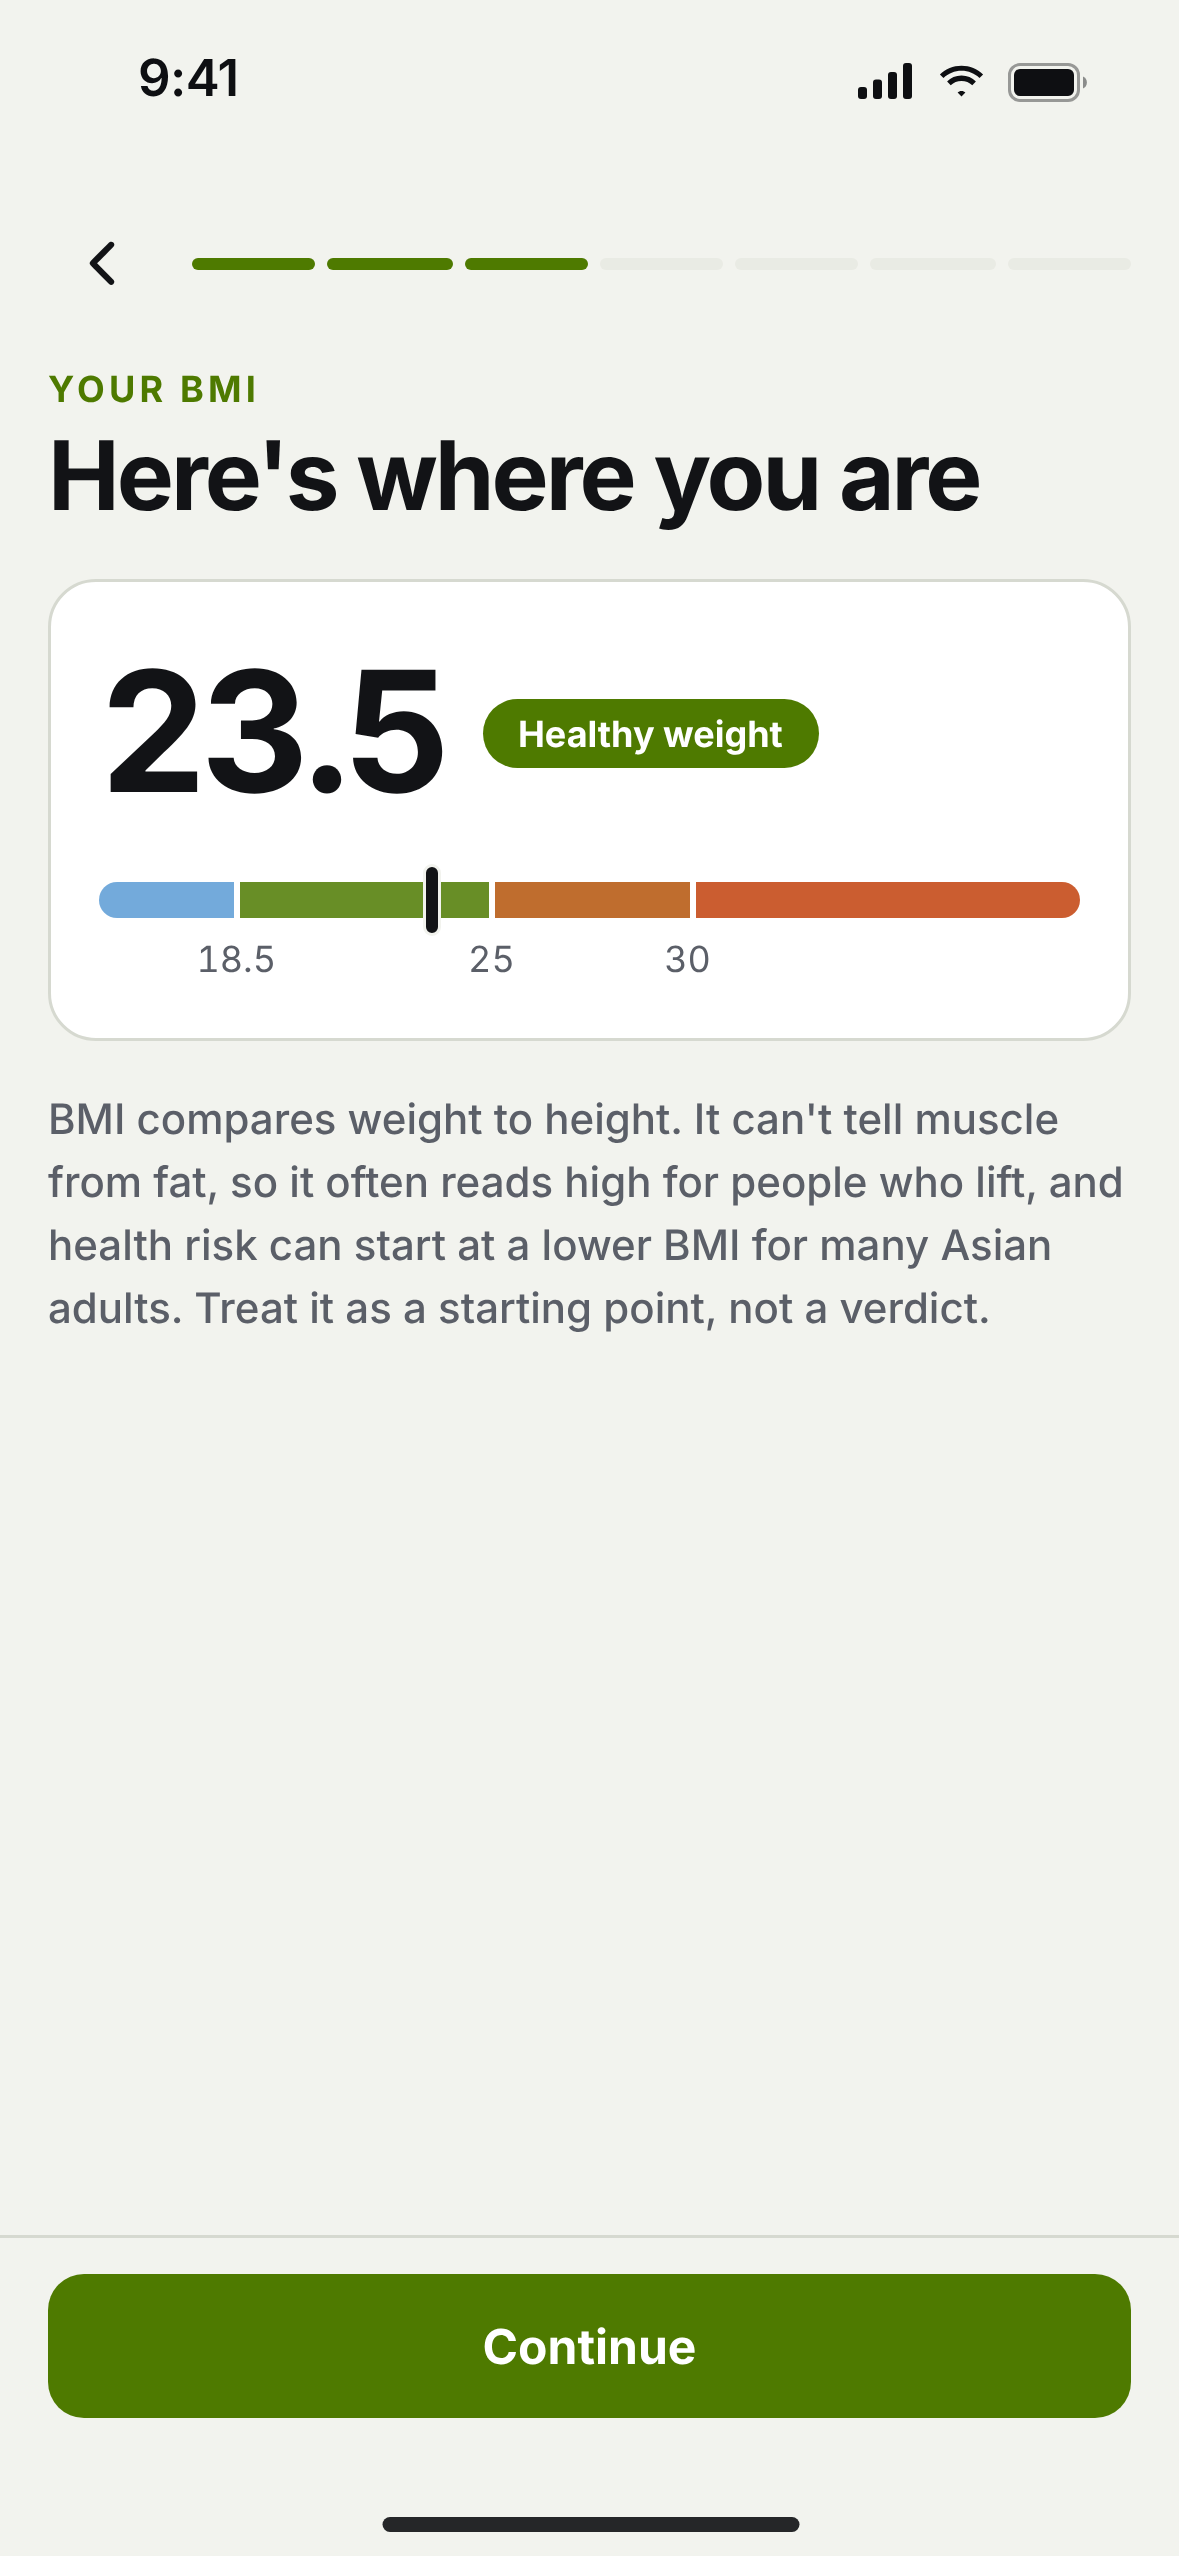 9:41
YOUR BMI
Here's where you are
23.5
Healthy weight
18.5
25
30
BMI compares weight to height. It can't tell muscle
from fat, so it often reads high for people who lift, and
health risk can start at a lower BMI for many Asian
adults. Treat it as a starting point, not a verdict.
Continue